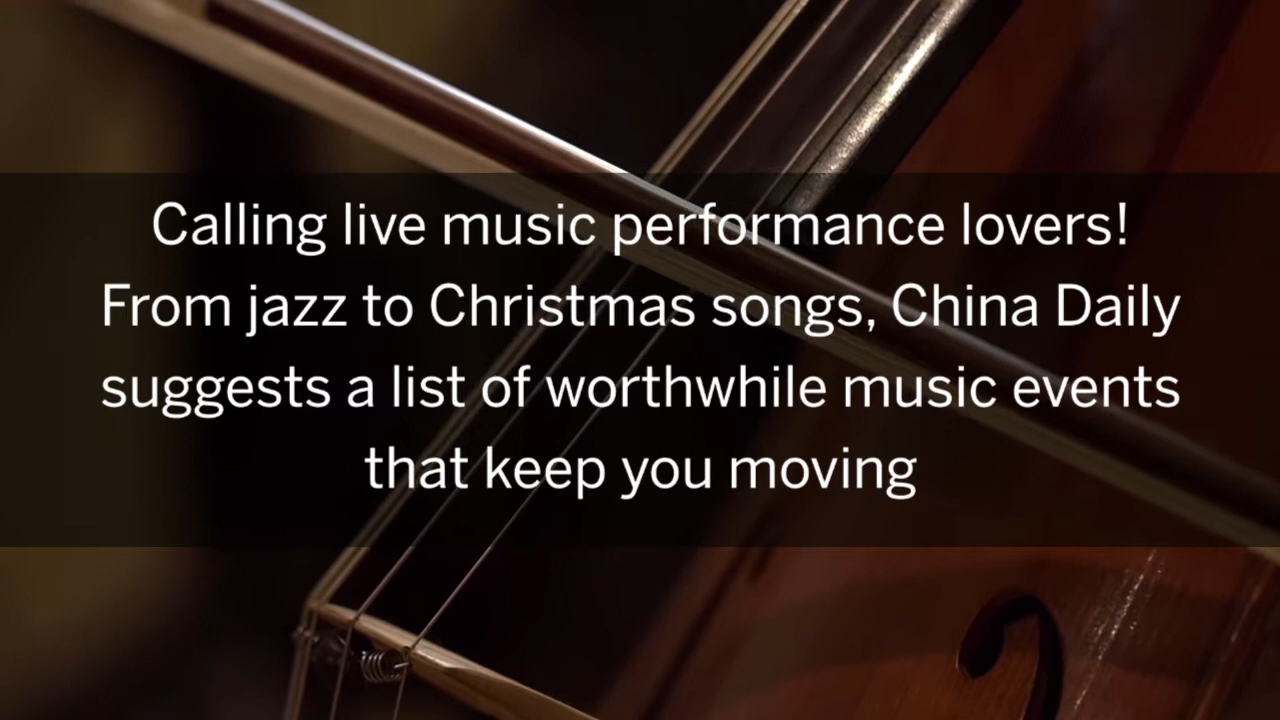 Calling live music performance lovers!
From jazz to Christmas songs, China Daily
suggests a list of worthwhile music events
that keep you moving